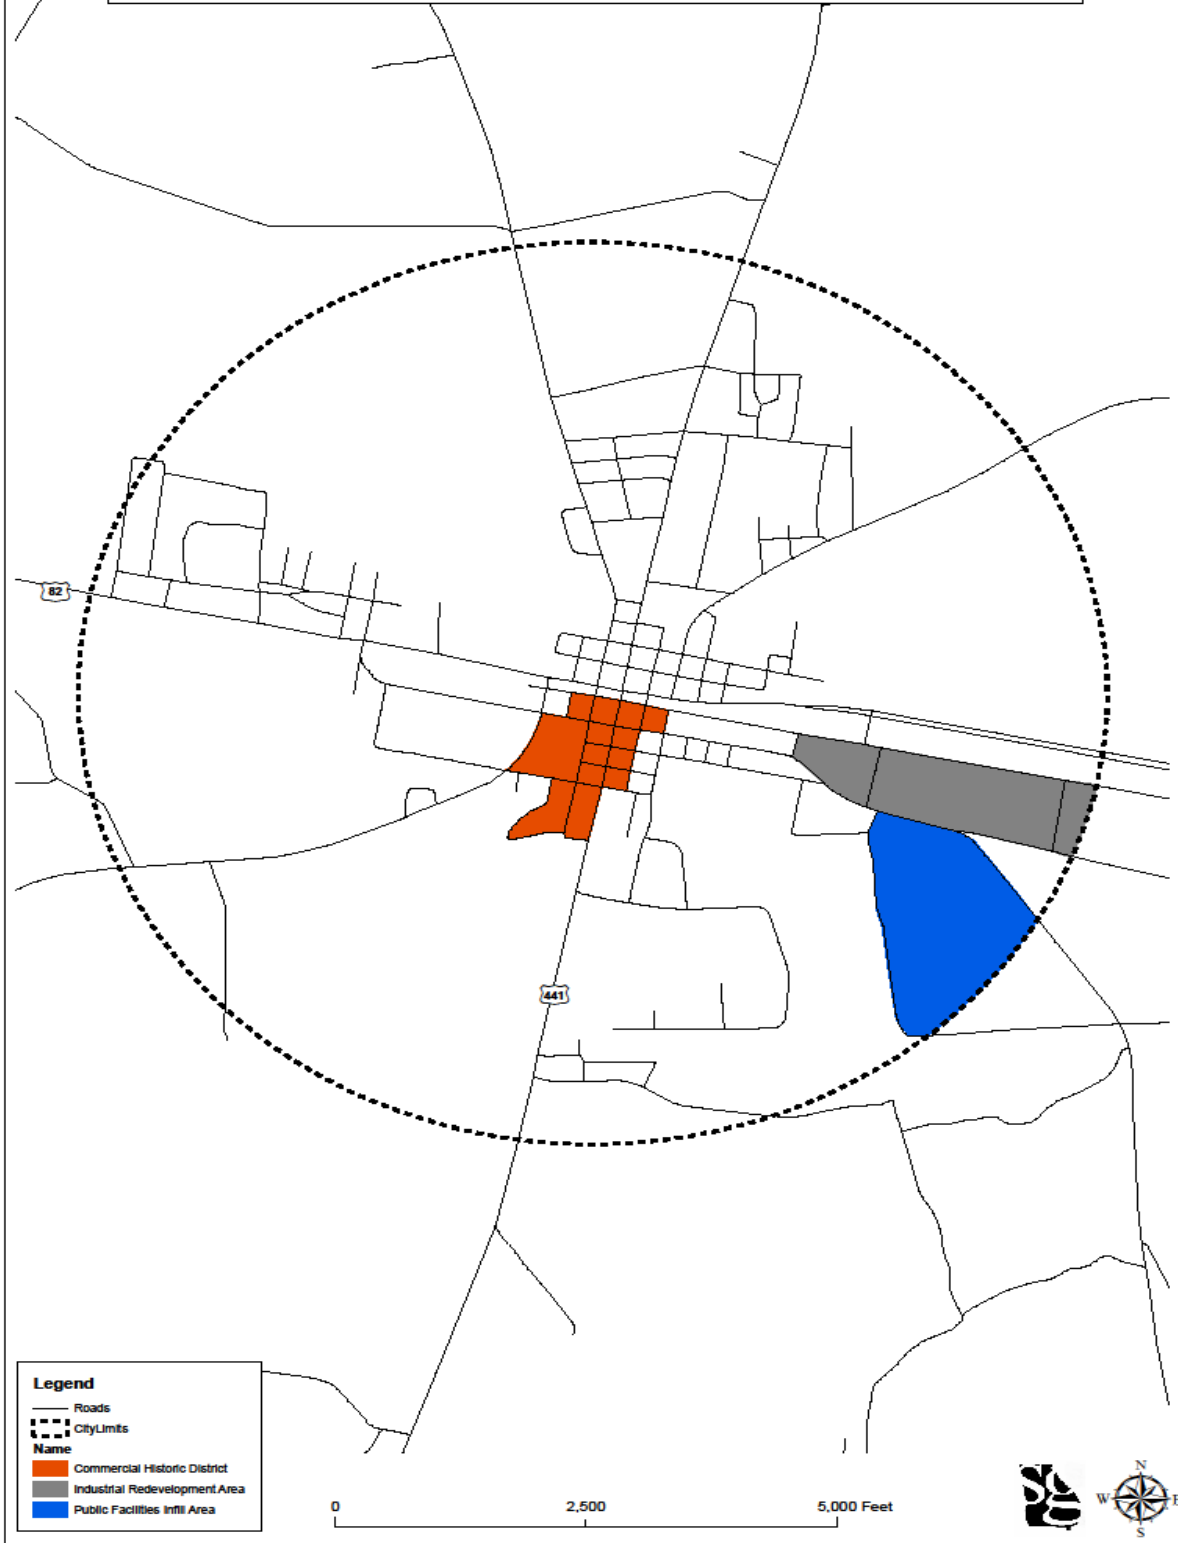 82
441
Legend
Roads
CityLimits
Name
Commercial Historic District
Industrial Redevelopment Area
Public Facilities Infill Area
0 2,500 5,000 Feet
N
W E
S